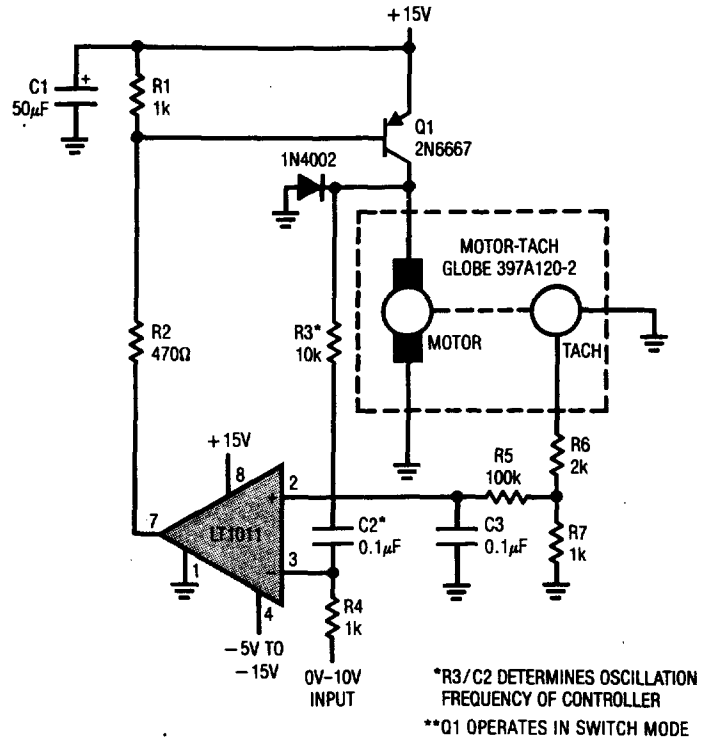 +15V
C1
50µF
+
R1
1k
Q1
2N6667
1N4002
MOTOR-TACH
GLOBE 397A120-2
MOTOR
TACH
R2
470Ω
R3*
10k
+15V
8
R5
100k
R6
2k
2
+
7
LT1011
C2*
0.1µF
C3
0.1µF
R7
1k
3
−
1
4
R4
1k
−5V TO
−15V
0V–10V
INPUT
*R3/C2 DETERMINES OSCILLATION
FREQUENCY OF CONTROLLER
**Q1 OPERATES IN SWITCH MODE